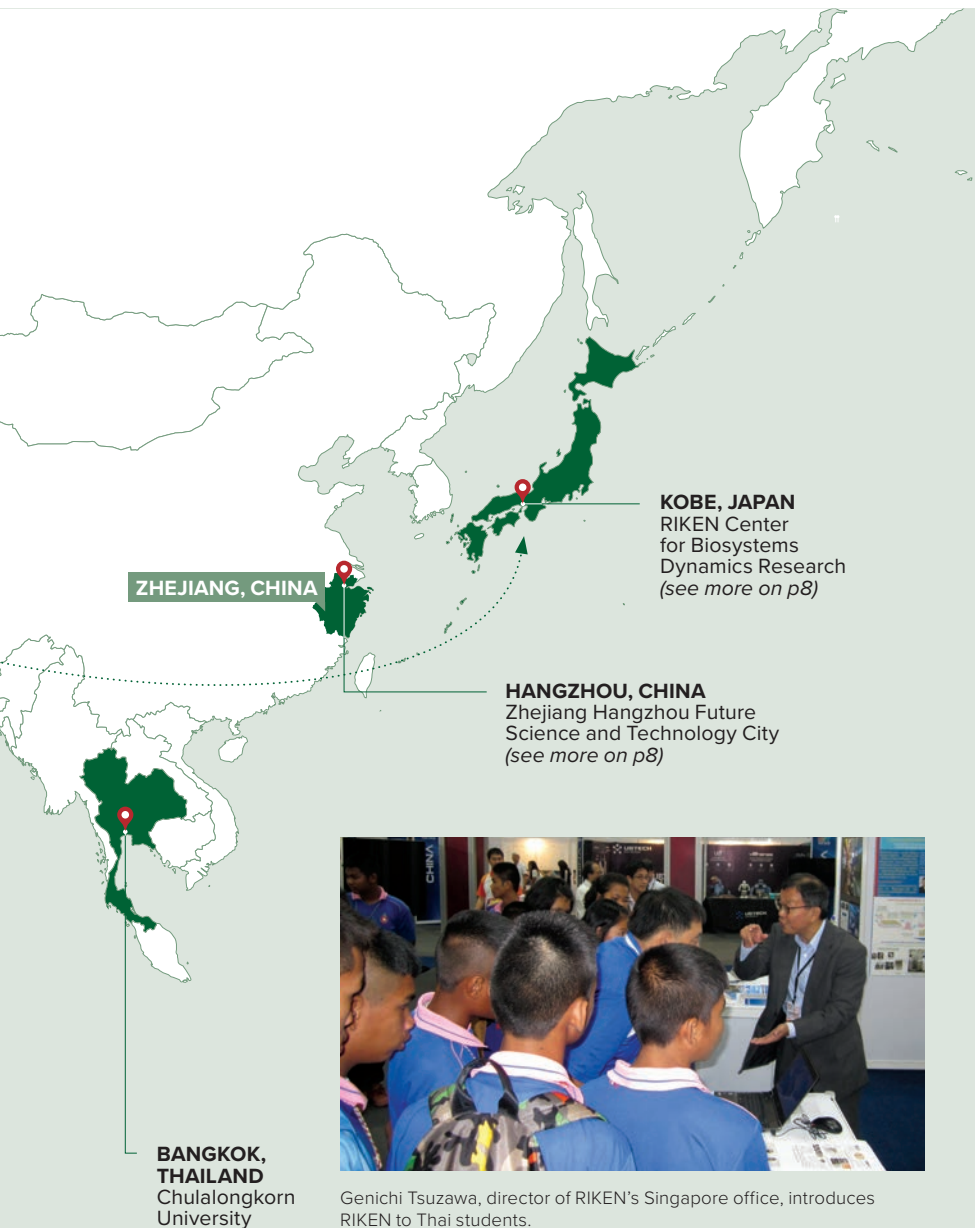 KOBE, JAPAN
RIKEN Center
for Biosystems
Dynamics Research
(see more on p8)
ZHEJIANG, CHINA
HANGZHOU, CHINA
Zhejiang Hangzhou Future
Science and Technology City
(see more on p8)
CHINA
UBTECH
BANGKOK,
THAILAND
Chulalongkorn
University
Genichi Tsuzawa, director of RIKEN’s Singapore office, introduces
RIKEN to Thai students.